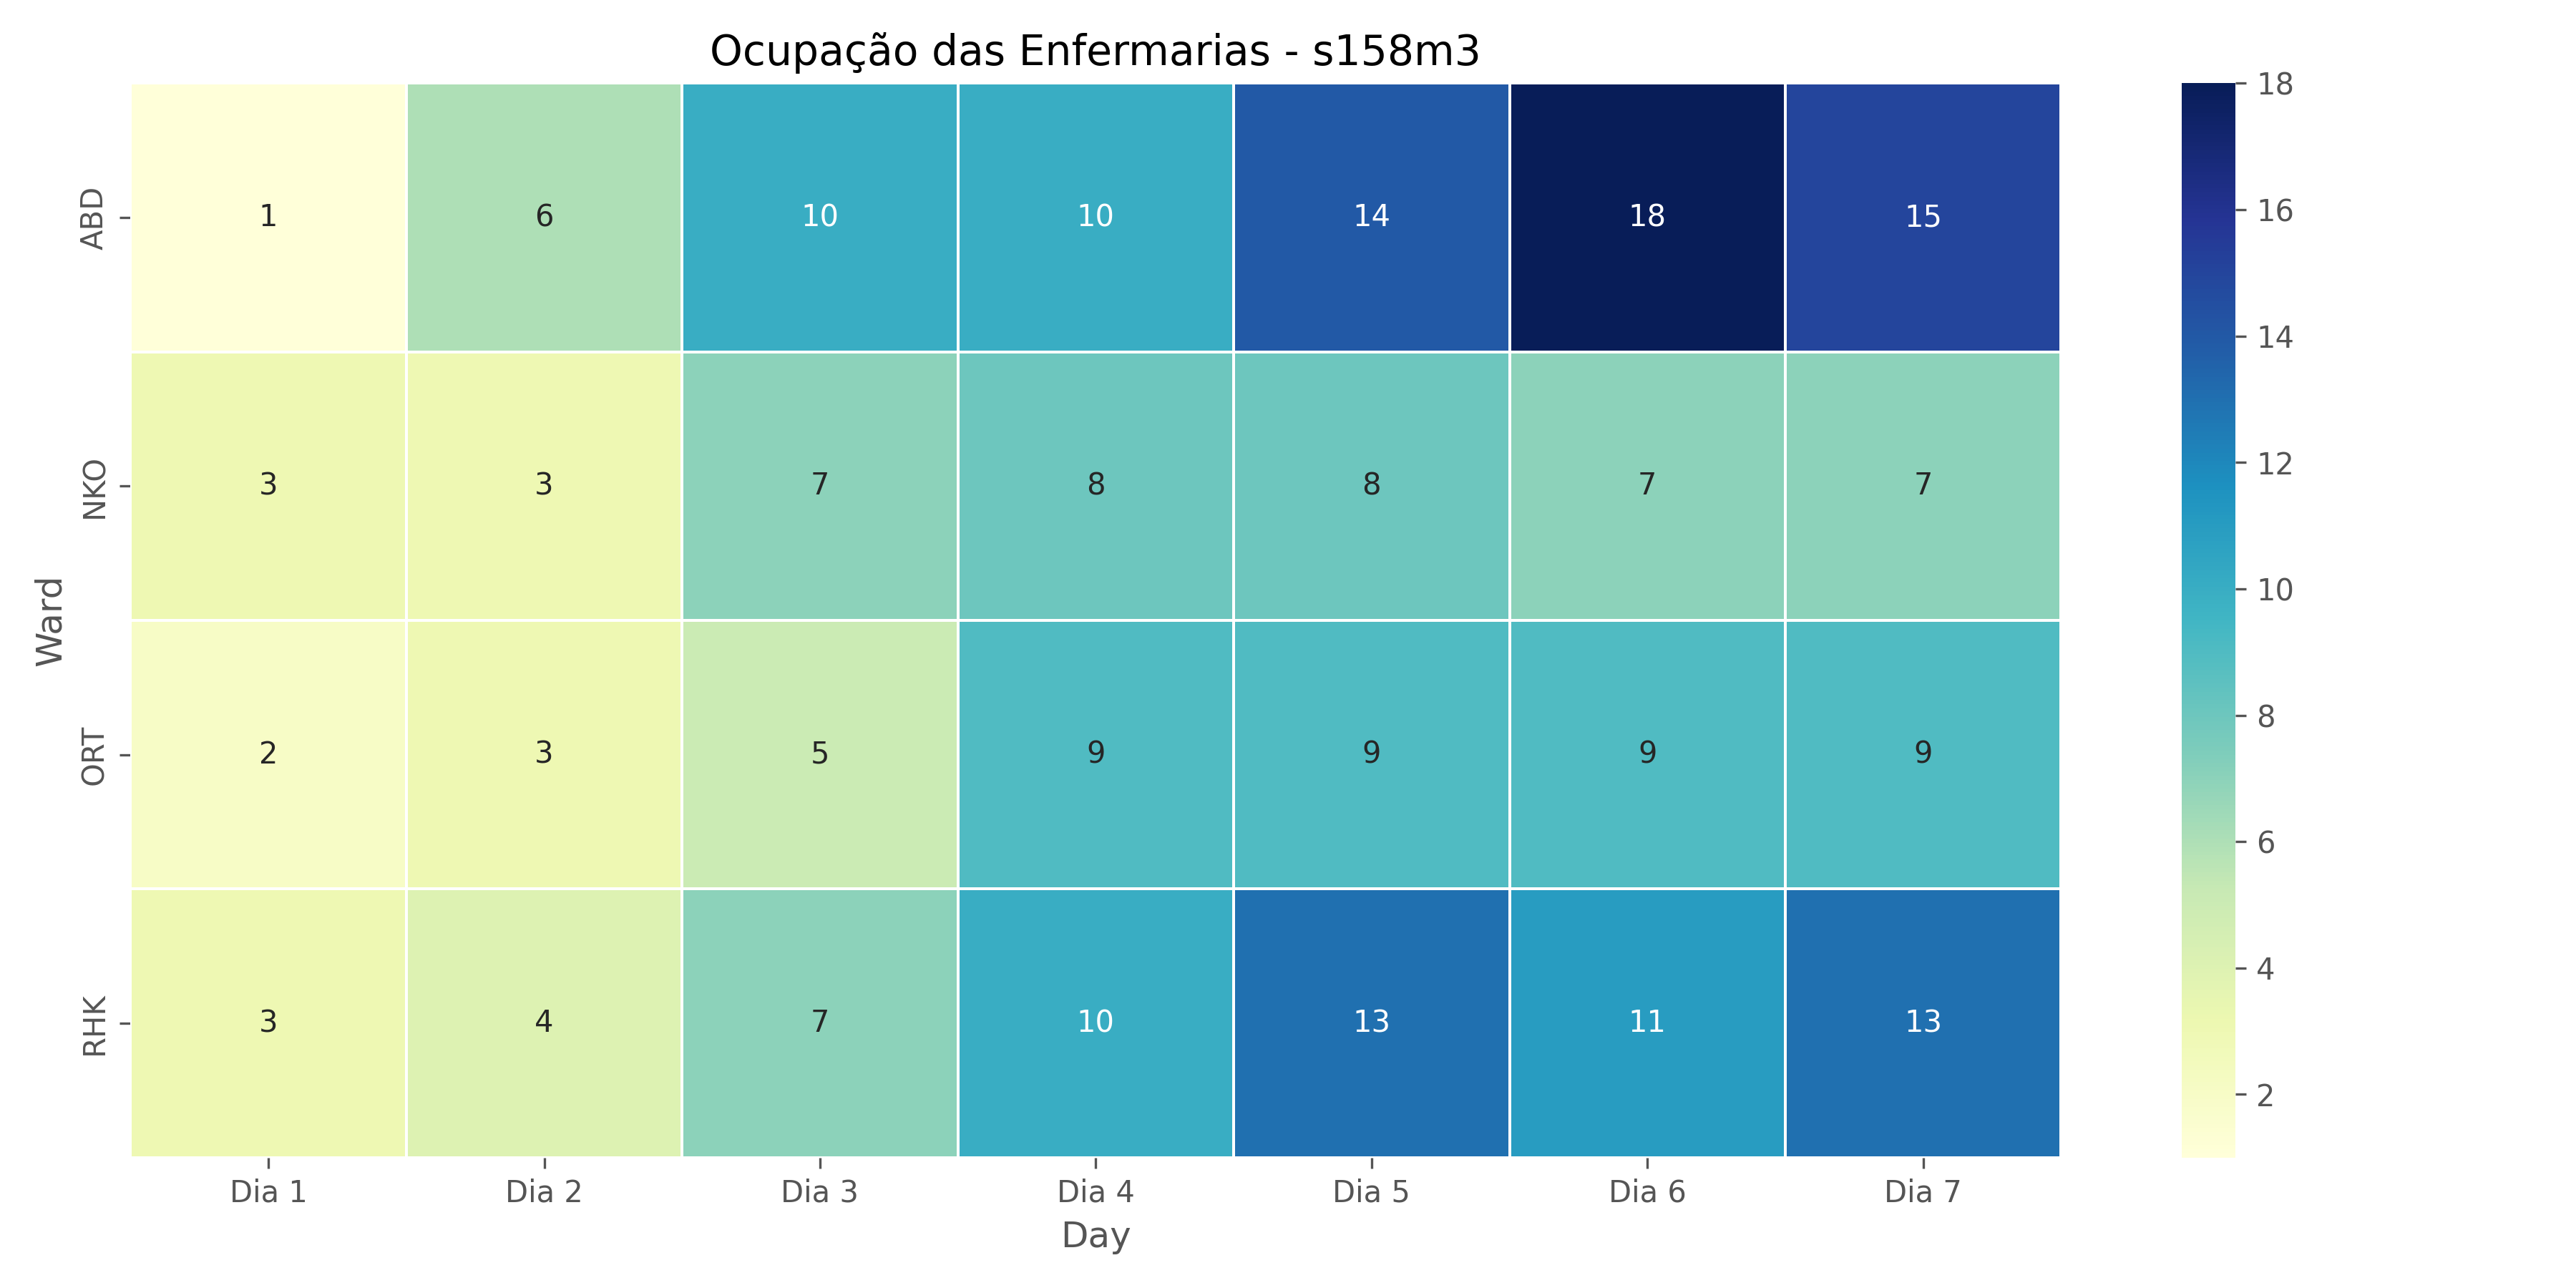 Ocupação das Enfermarias - s158m3
Ward
ABD 1 6 10 10 14 18 15
NKO 3 3 7 8 8 7 7
ORT 2 3 5 9 9 9 9
RHK 3 4 7 10 13 11 13
Dia 1 Dia 2 Dia 3 Dia 4 Dia 5 Dia 6 Dia 7
Day
18
16
14
12
10
8
6
4
2